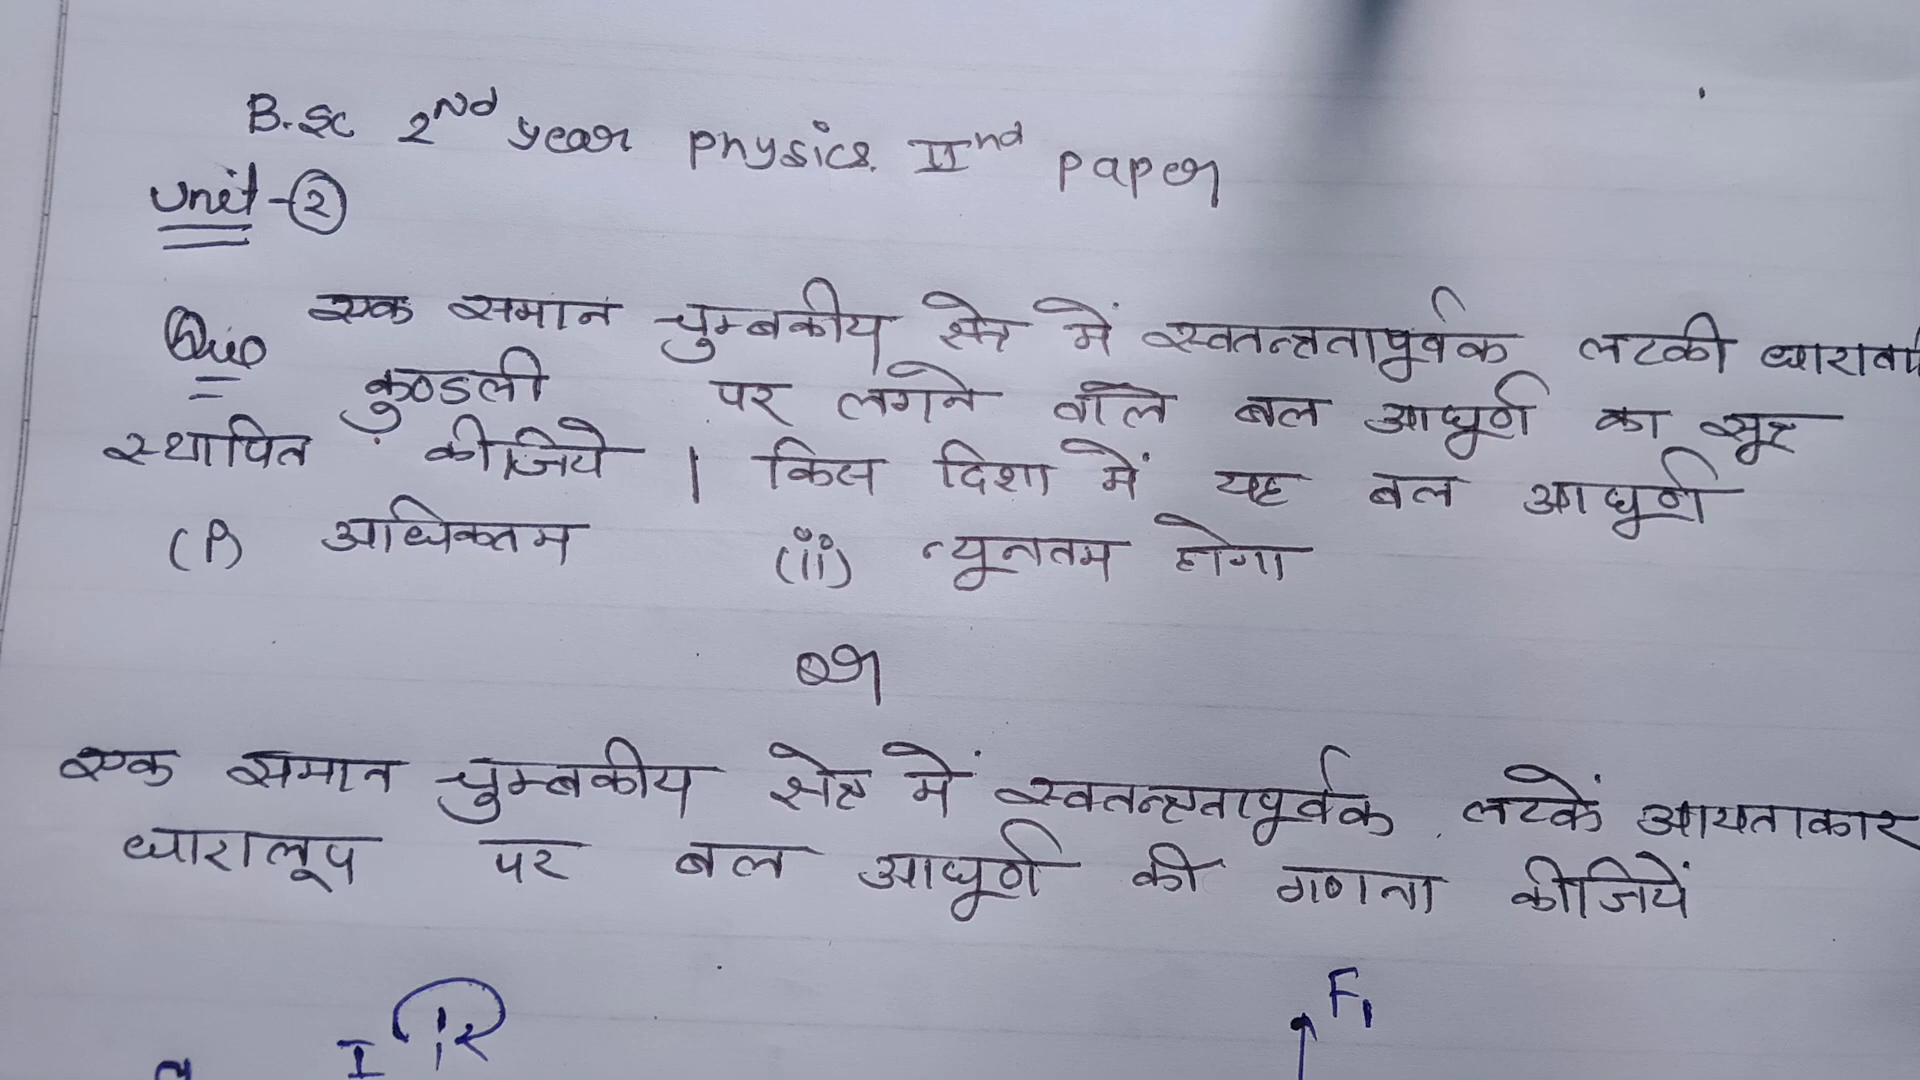 B.Sc 2nd year physics IInd paper
Unit-2
Que एक समान चुम्बकीय क्षेत्र में स्वतन्त्रतापूर्वक लटकी
कुण्डली पर लगने वाले बल आघूर्ण का सूत्र
स्थापित कीजिये । किस दिशा में यह बल आघूर्ण
(i) अधिकतम (ii) न्यूनतम होगा
or
एक समान चुम्बकीय क्षेत्र में स्वतन्त्रतापूर्वक लटकें आयताकार
धारालूप पर बल आघूर्ण की गणना कीजियें
F1
I